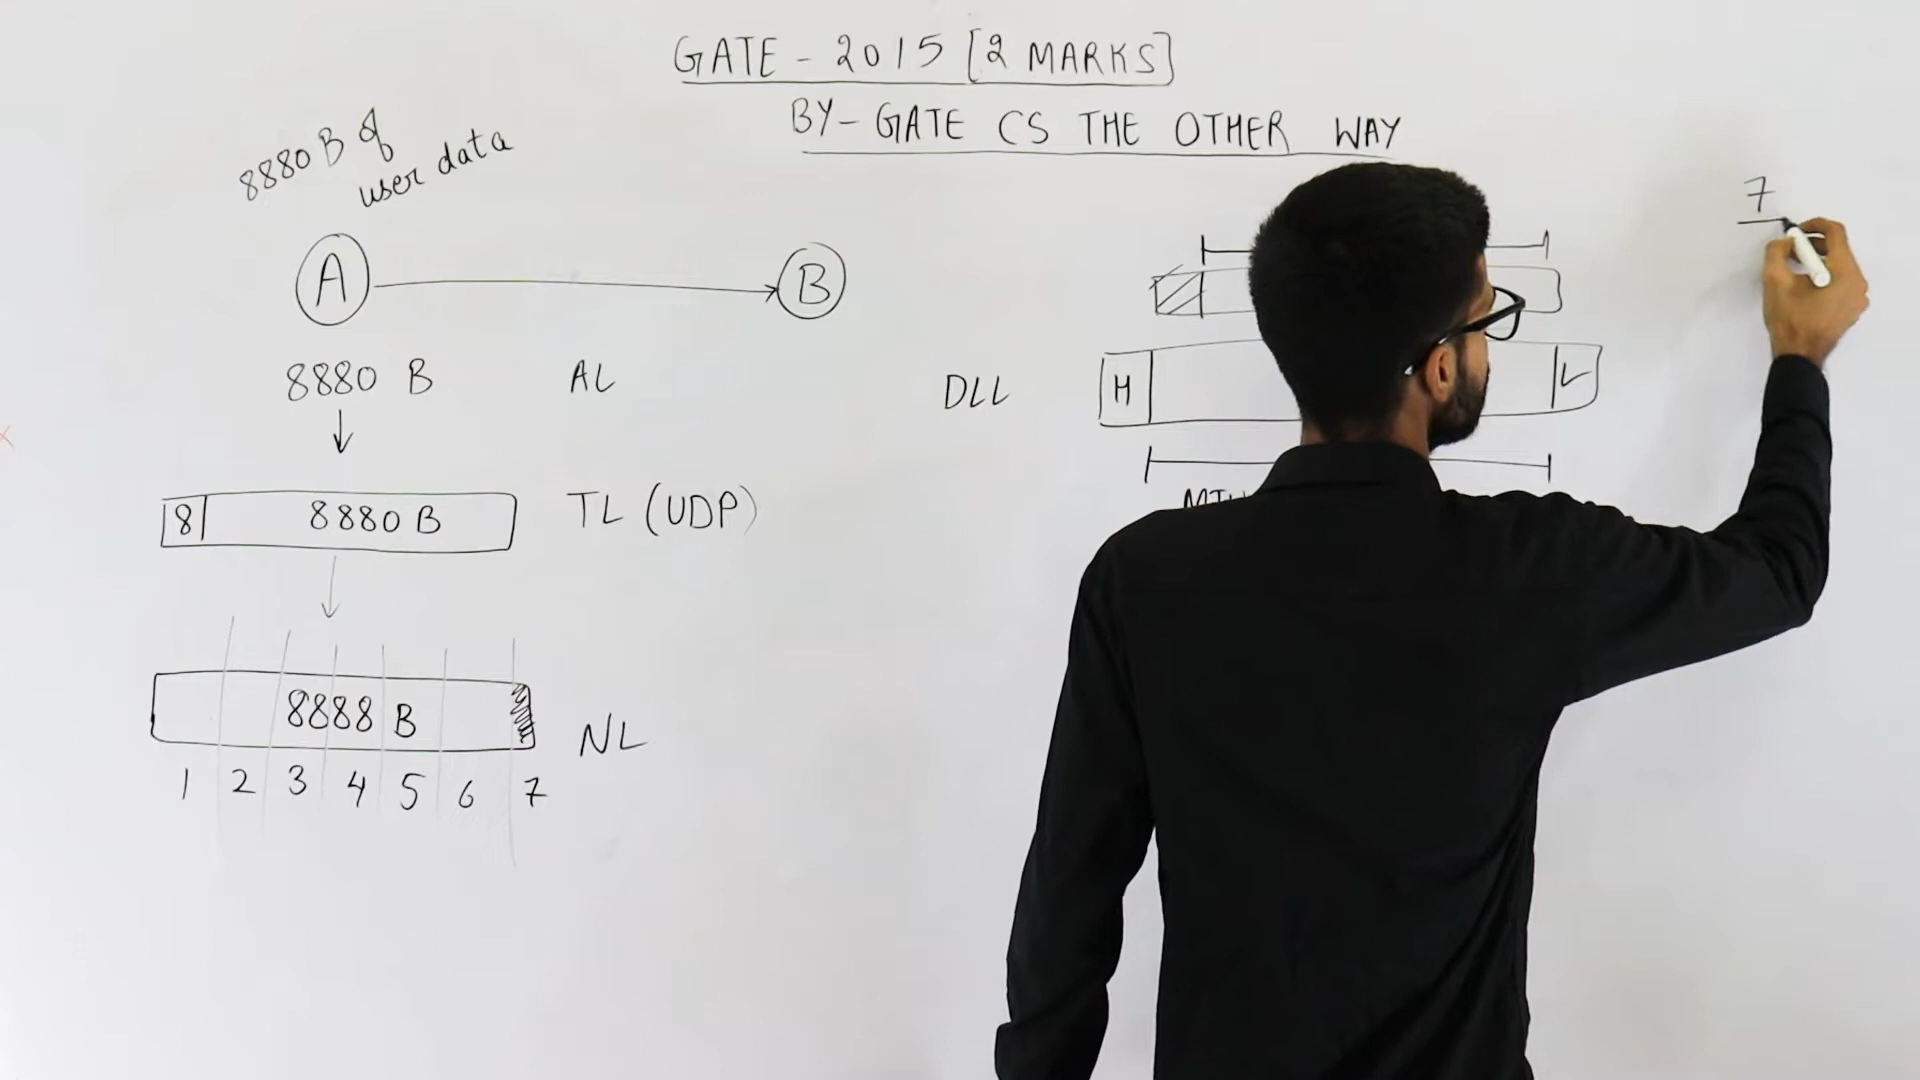 GATE - 2015 [2 MARKS]
BY- GATE CS THE OTHER WAY
8880 B of
user data
A
B
8880 B AL
8 8880 B TL (UDP)
8888 B NL
1 2 3 4 5 6 7
DLL
H
7